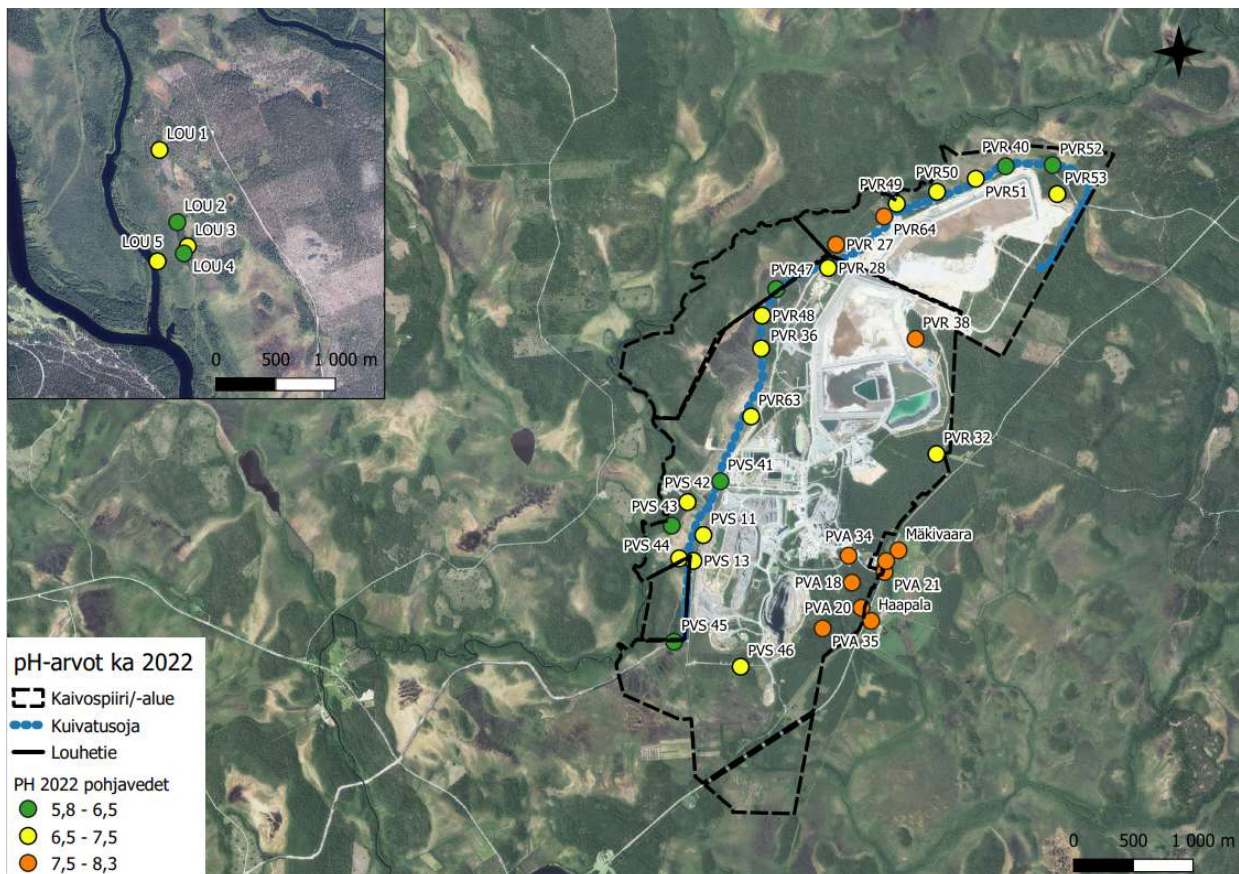 LOU 1
LOU 2
LOU 3
LOU 5
LOU 4
0 500 1 000 m
PVR 40
PVR52
PVR50
PVR53
PVR49
PVR51
PVR64
PVR 27
PVR 28
PVR47
PVR48
PVR 36
PVR 38
PVR63
PVR 32
PVS 41
PVS 42
PVS 43
PVS 11
PVS 44
PVS 13
PVA 34
Mäkivaara
PVA 18
PVA 21
PVA 20
Haapala
PVA 35
PVS 45
PVS 46
pH-arvot ka 2022
Kaivospiiri/-alue
Kuivatusoja
Louhetie
PH 2022 pohjavedet
5,8 - 6,5
6,5 - 7,5
7,5 - 8,3
0 500 1 000 m